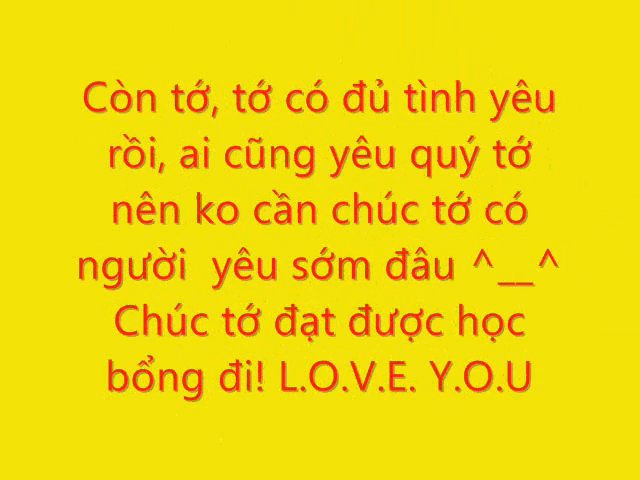 Còn tớ, tớ có đủ tình yêu
rồi, ai cũng yêu quý tớ
nên ko cần chúc tớ có
người  yêu sớm đâu ^__^
Chúc tớ đạt được học
bổng đi! L.O.V.E. Y.O.U